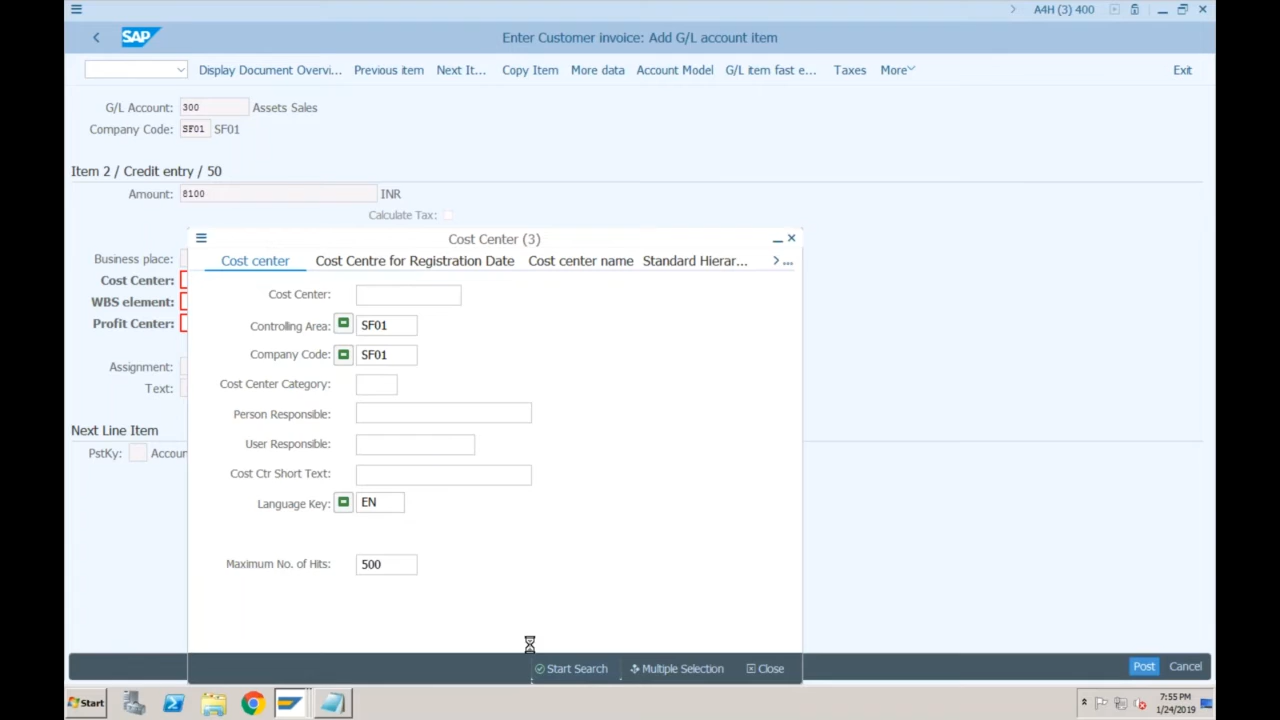 A4H (3) 400
SAP
Enter Customer invoice: Add G/L account item
Display Document Overvi... Previous item Next It... Copy Item More data Account Model G/L item fast e... Taxes More Exit
G/L Account: 300 Assets Sales
Company Code: SF01 SF01
Item 2 / Credit entry / 50
Amount: 8100 INR
Calculate Tax:
Business place:
Cost Center:
WBS element:
Profit Center:
Assignment:
Text:
Next Line Item
PstKy: Accour
Cost Center (3)
Cost center Cost Centre for Registration Date Cost center name Standard Hierar... > ...
Cost Center:
Controlling Area: SF01
Company Code: SF01
Cost Center Category:
Person Responsible:
User Responsible:
Cost Ctr Short Text:
Language Key: EN
Maximum No. of Hits: 500
Start Search Multiple Selection Close
Post Cancel
Start
7:55 PM
1/24/2019